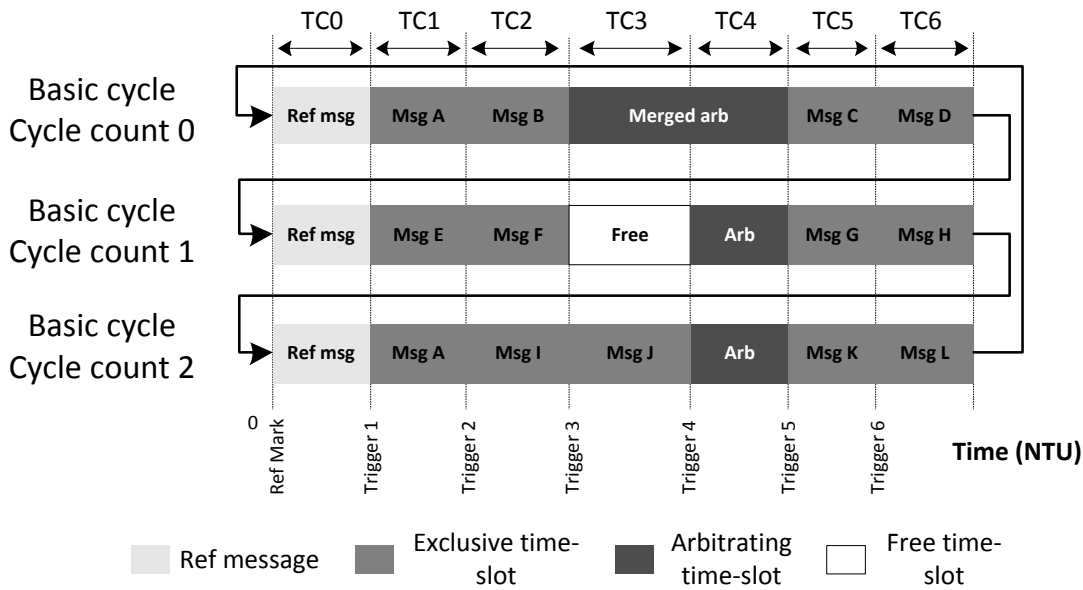 TC0 TC1 TC2 TC3 TC4 TC5 TC6
Basic cycle
Cycle count 0
Ref msg Msg A Msg B Merged arb Msg C Msg D
Basic cycle
Cycle count 1
Ref msg Msg E Msg F Free Arb Msg G Msg H
Basic cycle
Cycle count 2
Ref msg Msg A Msg I Msg J Arb Msg K Msg L
0
Ref Mark
Trigger 1
Trigger 2
Trigger 3
Trigger 4
Trigger 5
Trigger 6
Time (NTU)
Ref message
Exclusive time-
slot
Arbitrating
time-slot
Free time-
slot